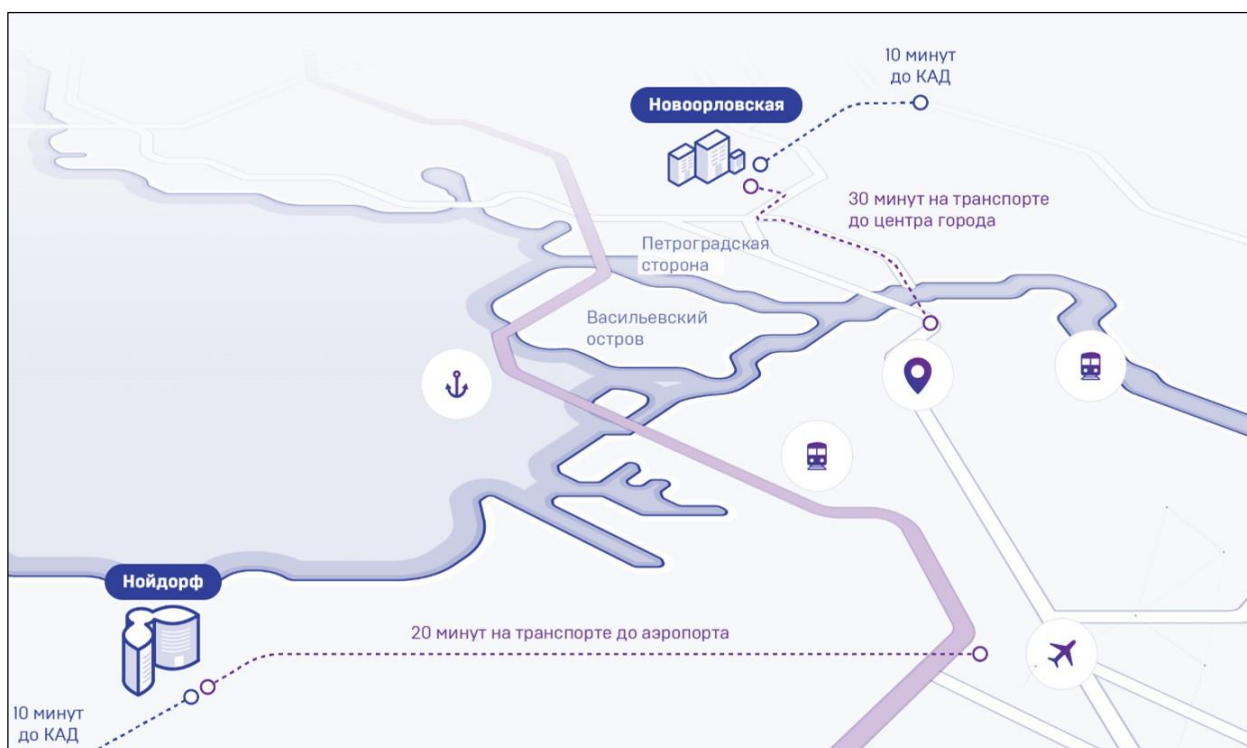 10 минут
до КАД
Новоорловская
30 минут на транспорте
до центра города
Петроградская
сторона
Васильевский
остров
Нойдорф
20 минут на транспорте до аэропорта
10 минут
до КАД